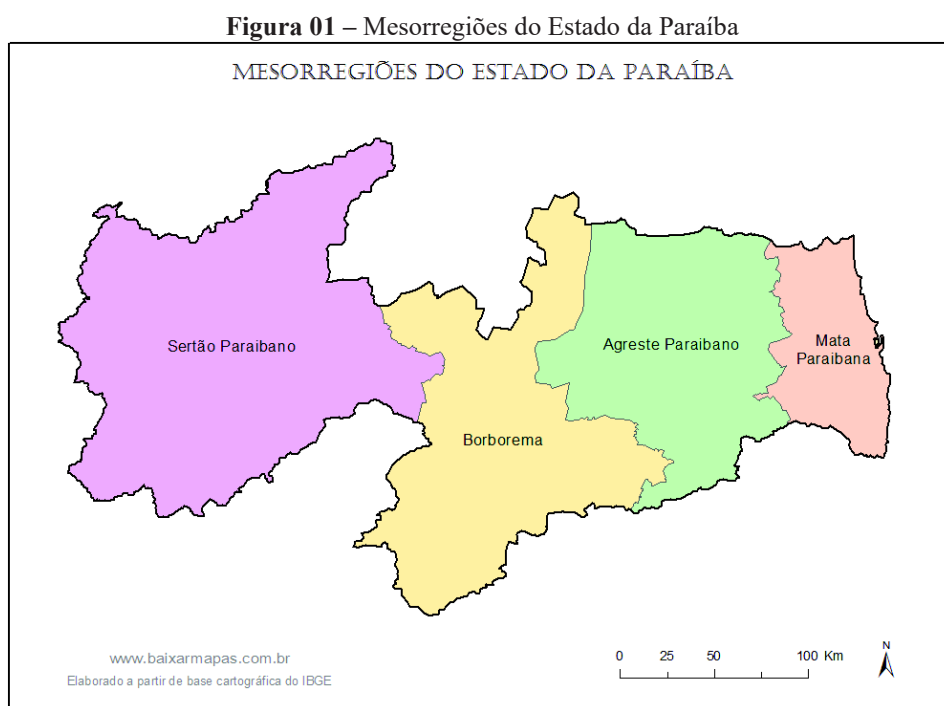 Figura 01 – Mesorregiões do Estado da Paraíba
MESORREGIÕES DO ESTADO DA PARAÍBA
Sertão Paraibano
Agreste Paraibano
Mata
Paraibana
Borborema
www.baixarmapas.com.br
Elaborado a partir de base cartográfica do IBGE
0 25 50 100 Km
N